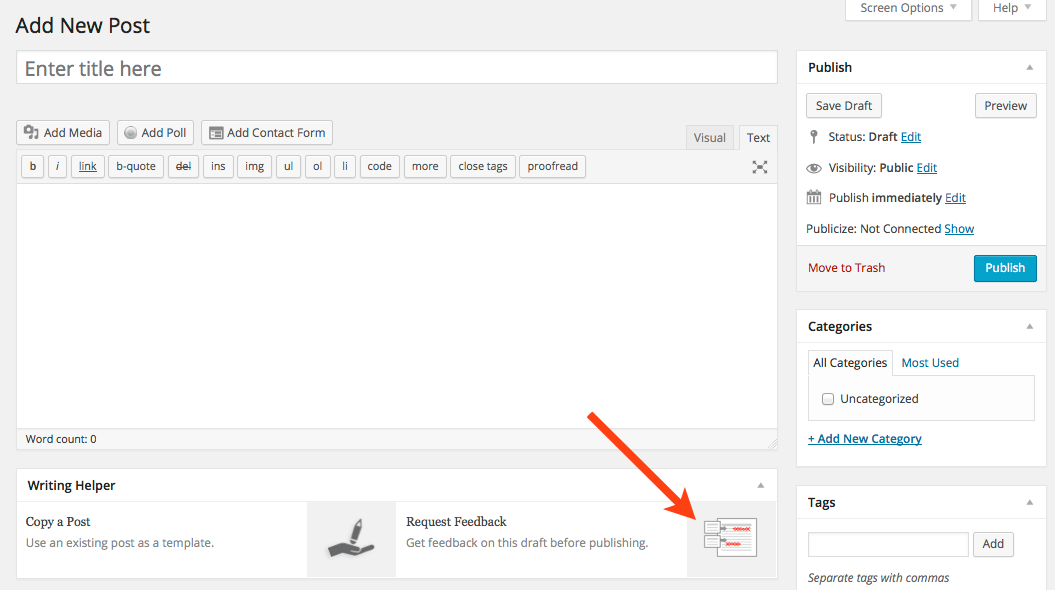 Screen Options Help
Add New Post
Enter title here
Add Media Add Poll Add Contact Form
Visual Text
b i link b-quote del ins img ul ol li code more close tags proofread
Word count: 0
Writing Helper
Copy a Post
Use an existing post as a template.
Request Feedback
Get feedback on this draft before publishing.
Publish
Save Draft Preview
Status: Draft Edit
Visibility: Public Edit
Publish immediately Edit
Publicize: Not Connected Show
Move to Trash Publish
Categories
All Categories Most Used
Uncategorized
+ Add New Category
Tags
Add
Separate tags with commas